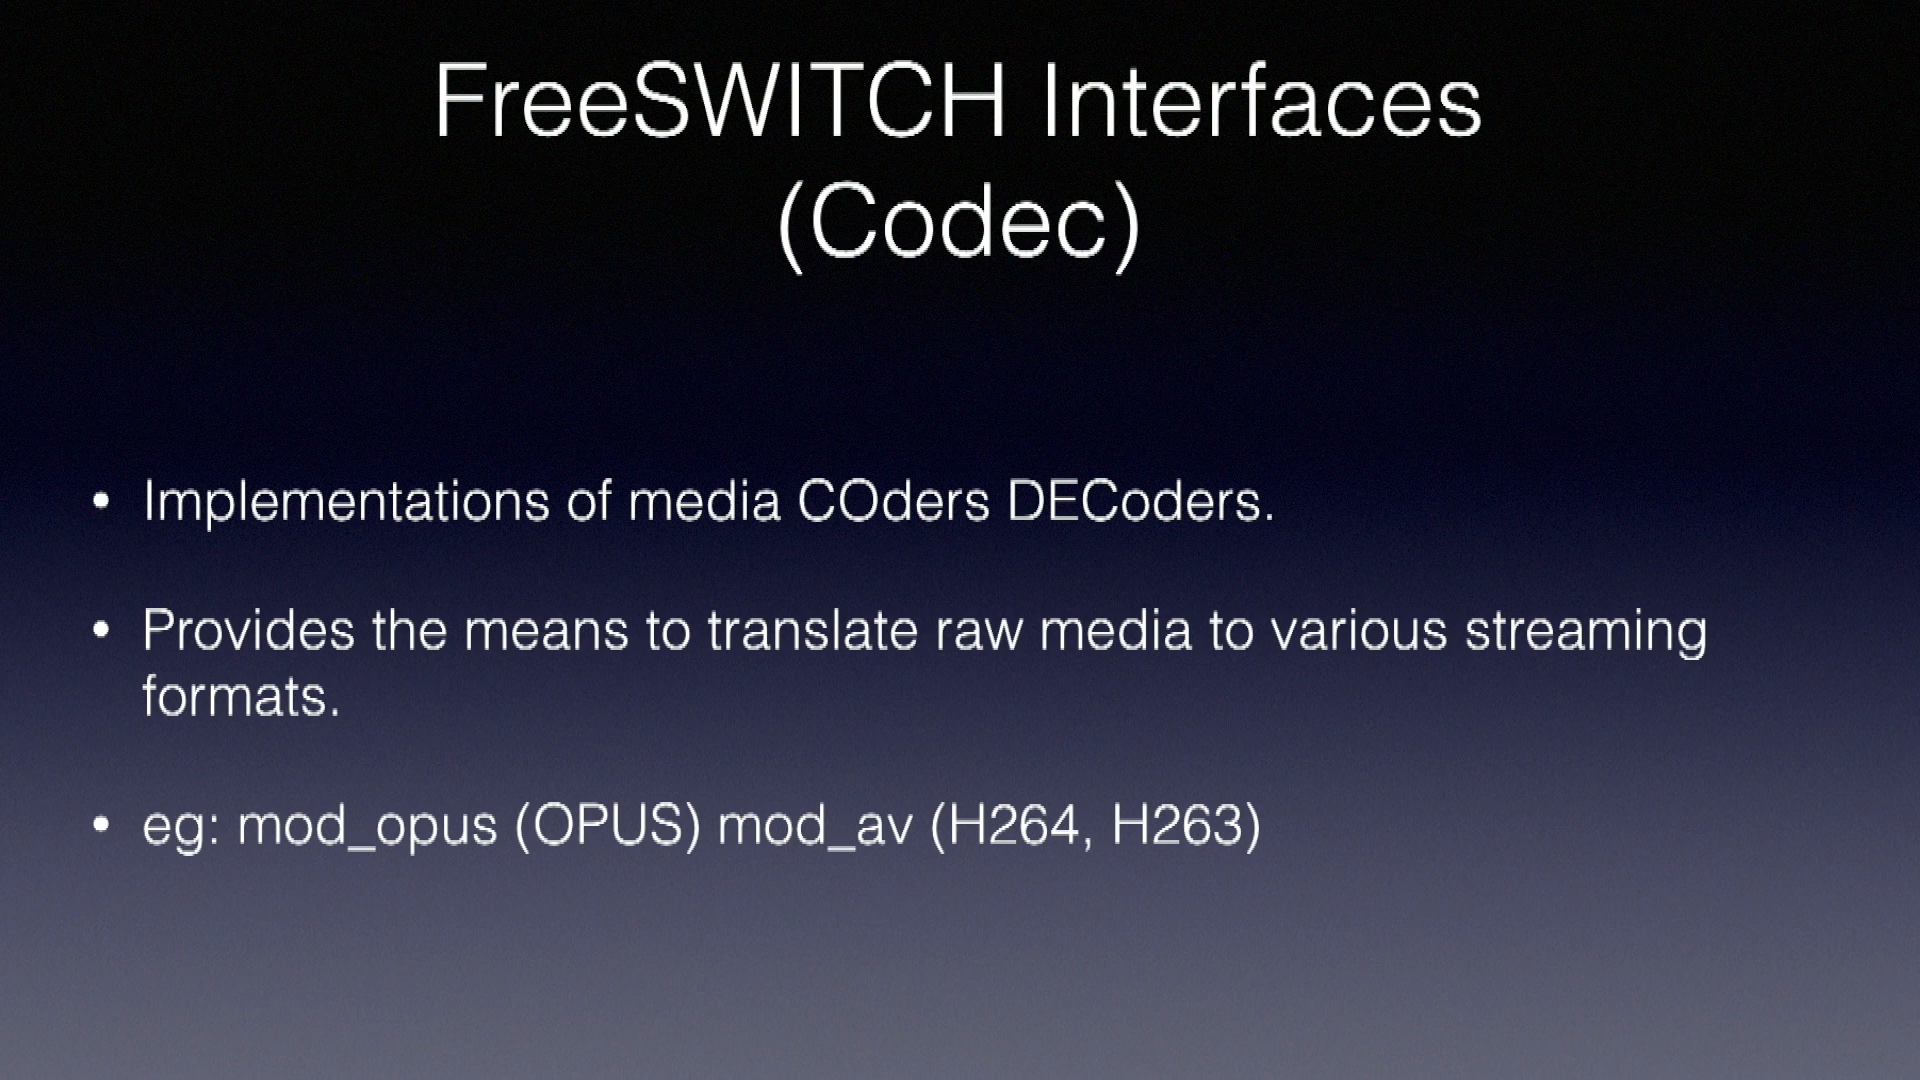 FreeSWITCH Interfaces
(Codec)
• Implementations of media COders DECoders.
• Provides the means to translate raw media to various streaming
formats.
• eg: mod_opus (OPUS) mod_av (H264, H263)